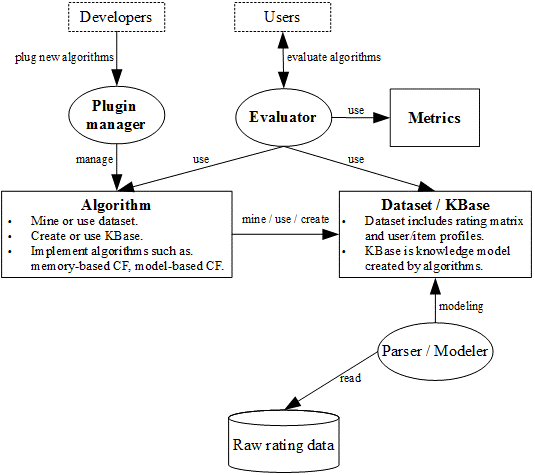 Developers
Users
plug new algorithms
evaluate algorithms
Plugin
manager
Evaluator
use
Metrics
manage
use
use
Algorithm
• Mine or use dataset.
• Create or use KBase.
• Implement algorithms such as.
memory-based CF, model-based CF.
mine / use / create
Dataset / KBase
• Dataset includes rating matrix
and user/item profiles.
• KBase is knowledge model
created by algorithms.
modeling
Parser / Modeler
read
Raw rating data